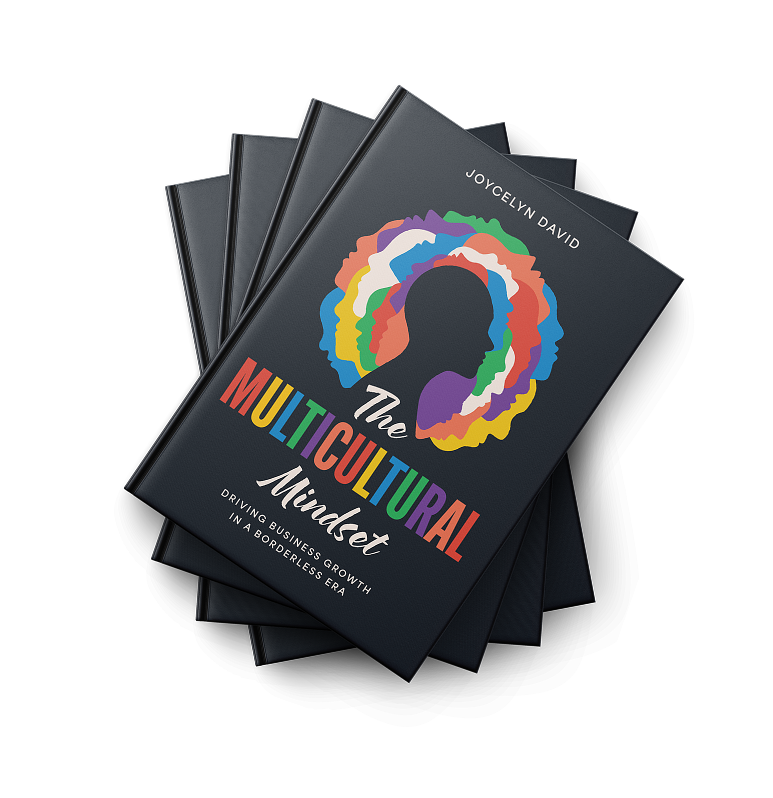 JOYCELYN DAVID
The
MULTICULTURAL
Mindset
DRIVING BUSINESS GROWTH
IN A BORDERLESS ERA